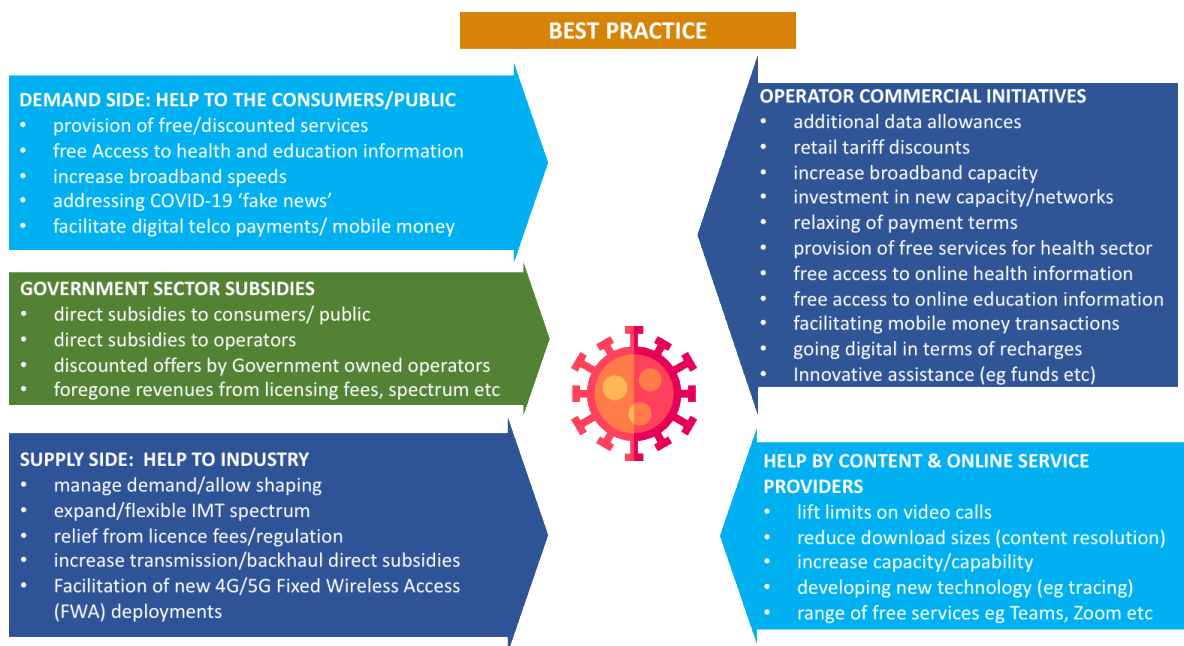 BEST PRACTICE
DEMAND SIDE: HELP TO THE CONSUMERS/PUBLIC
• provision of free/discounted services
• free Access to health and education information
• increase broadband speeds
• addressing COVID-19 ‘fake news’
• facilitate digital telco payments/ mobile money
GOVERNMENT SECTOR SUBSIDIES
• direct subsidies to consumers/ public
• direct subsidies to operators
• discounted offers by Government owned operators
• foregone revenues from licensing fees, spectrum etc
SUPPLY SIDE: HELP TO INDUSTRY
• manage demand/allow shaping
• expand/flexible IMT spectrum
• relief from licence fees/regulation
• increase transmission/backhaul direct subsidies
• Facilitation of new 4G/5G Fixed Wireless Access
(FWA) deployments
OPERATOR COMMERCIAL INITIATIVES
• additional data allowances
• retail tariff discounts
• increase broadband capacity
• investment in new capacity/networks
• relaxing of payment terms
• provision of free services for health sector
• free access to online health information
• free access to online education information
• facilitating mobile money transactions
• going digital in terms of recharges
• Innovative assistance (eg funds etc)
HELP BY CONTENT & ONLINE SERVICE
PROVIDERS
• lift limits on video calls
• reduce download sizes (content resolution)
• increase capacity/capability
• developing new technology (eg tracing)
• range of free services eg Teams, Zoom etc